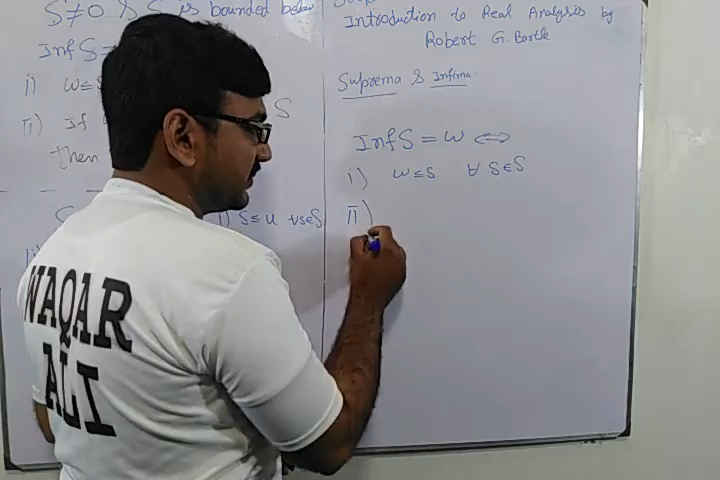 S≠0 & S is bounded below
Inf S =
i) w≤s
S
ii) If
then
i) s≤u ∀s∈S
Introduction to Real Analysis by
Robert G. Bartle
Suprema & Infima
Inf S = w ⇔
i) w≤s ∀ s∈S
ii)
WAQAR
ALI